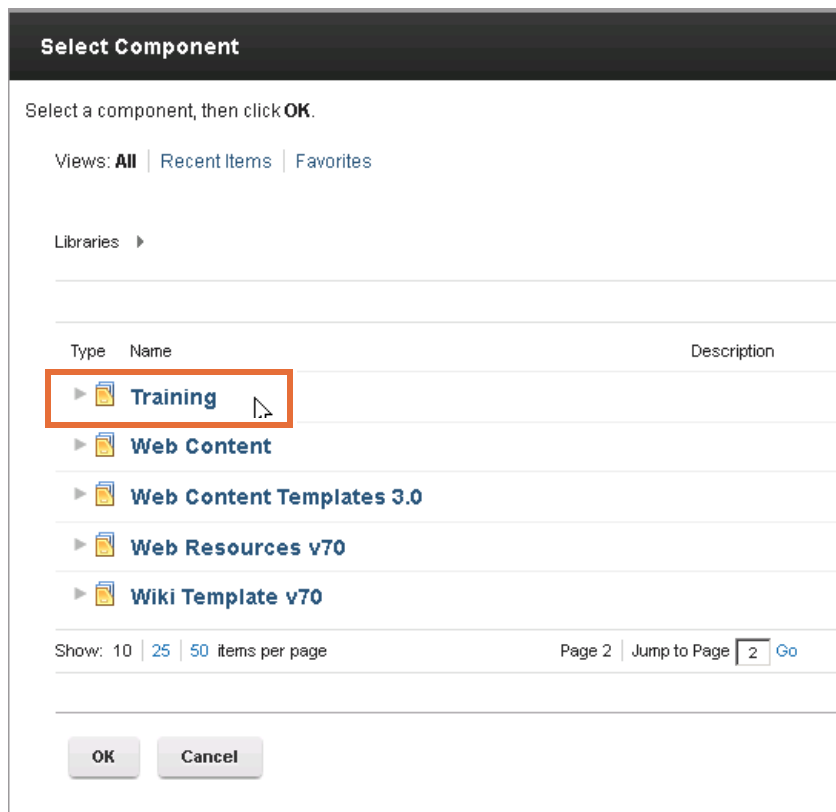 Select Component
Select a component, then click OK.
Views: All | Recent Items | Favorites
Libraries
Type Name Description
Training
Web Content
Web Content Templates 3.0
Web Resources v70
Wiki Template v70
Show: 10 | 25 | 50 items per page Page 2 | Jump to Page 2 Go
OK Cancel